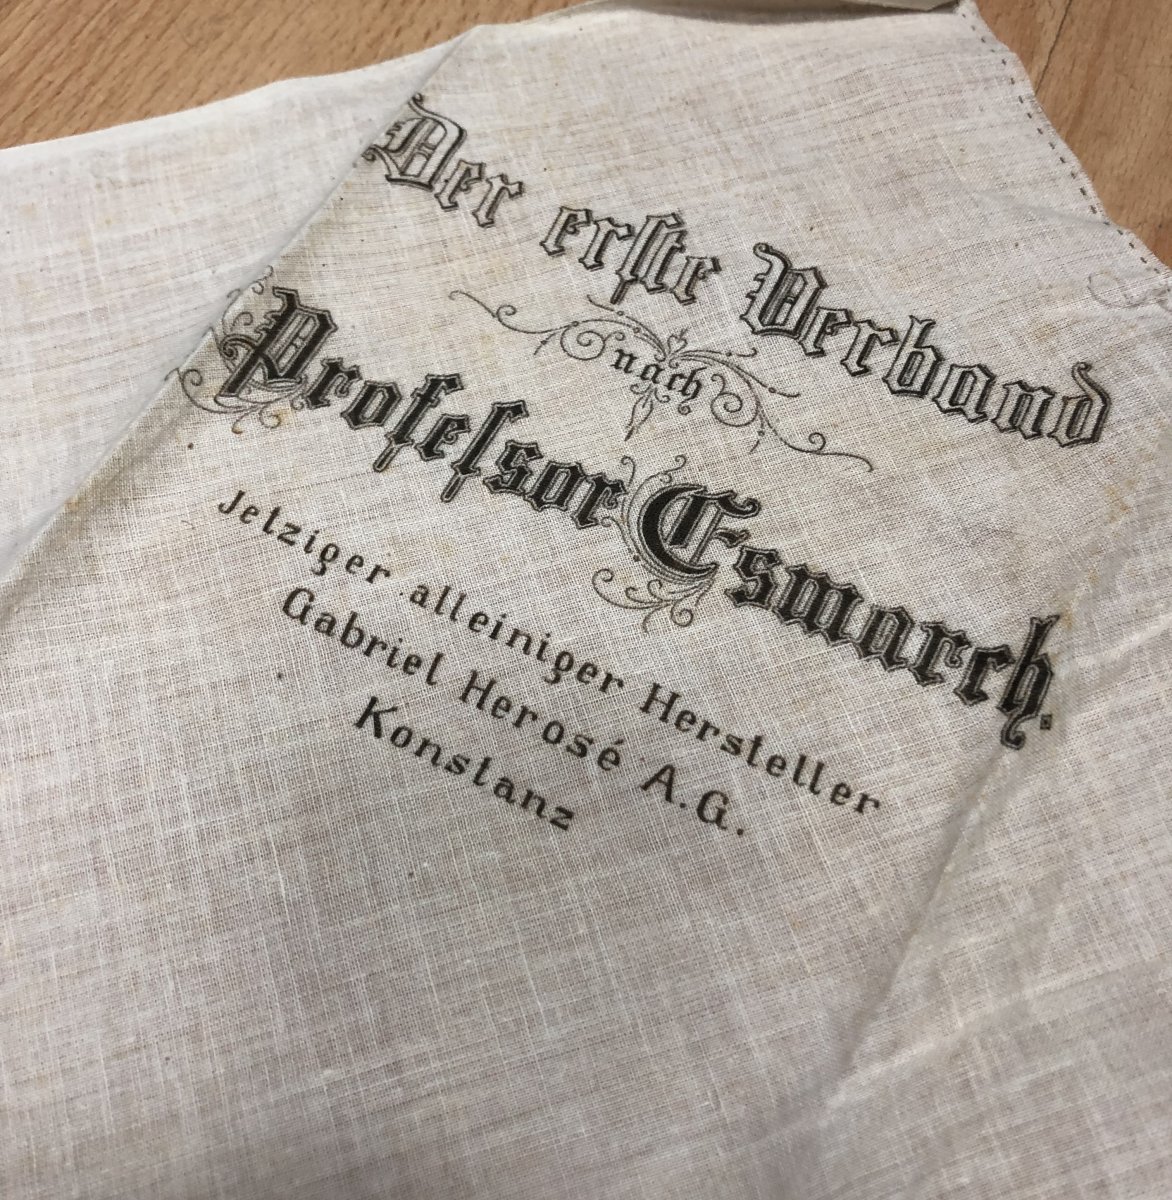 Der erste Verband
nach
Professor Esmarch.
Jetziger alleiniger Hersteller
Gabriel Herosé A.G.
Konstanz